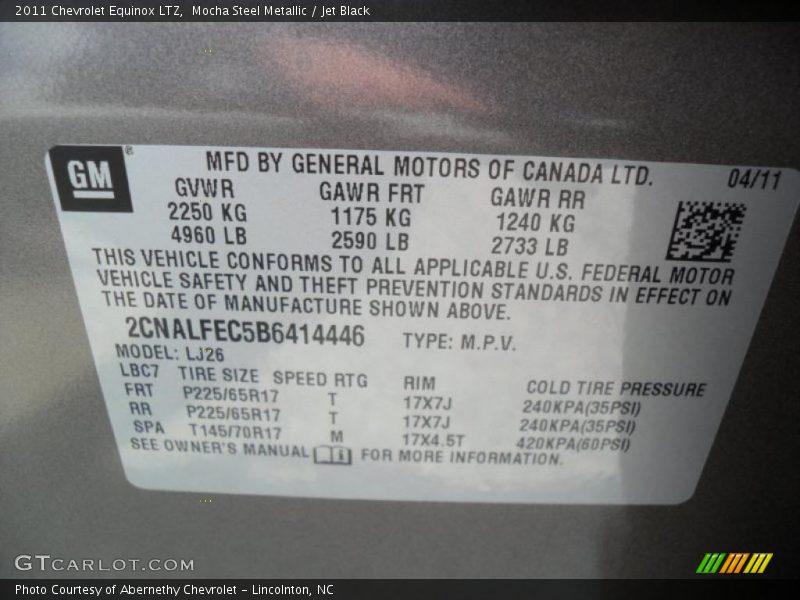 2011 Chevrolet Equinox LTZ,  Mocha Steel Metallic / Jet Black
GM® MFD BY GENERAL MOTORS OF CANADA LTD. 04/11
GVWR GAWR FRT GAWR RR
2250 KG 1175 KG 1240 KG
4960 LB 2590 LB 2733 LB
THIS VEHICLE CONFORMS TO ALL APPLICABLE U.S. FEDERAL MOTOR
VEHICLE SAFETY AND THEFT PREVENTION STANDARDS IN EFFECT ON
THE DATE OF MANUFACTURE SHOWN ABOVE.
2CNALFEC5B6414446 TYPE: M.P.V.
MODEL: LJ26
LBC7 TIRE SIZE SPEED RTG RIM COLD TIRE PRESSURE
FRT P225/65R17 T 17X7J 240KPA(35PSI)
RR P225/65R17 T 17X7J 240KPA(35PSI)
SPA T145/70R17 M 17X4.5T 420KPA(60PSI)
SEE OWNER'S MANUAL i FOR MORE INFORMATION.
GTCARLOT.COM
Photo Courtesy of Abernethy Chevrolet – Lincolnton, NC